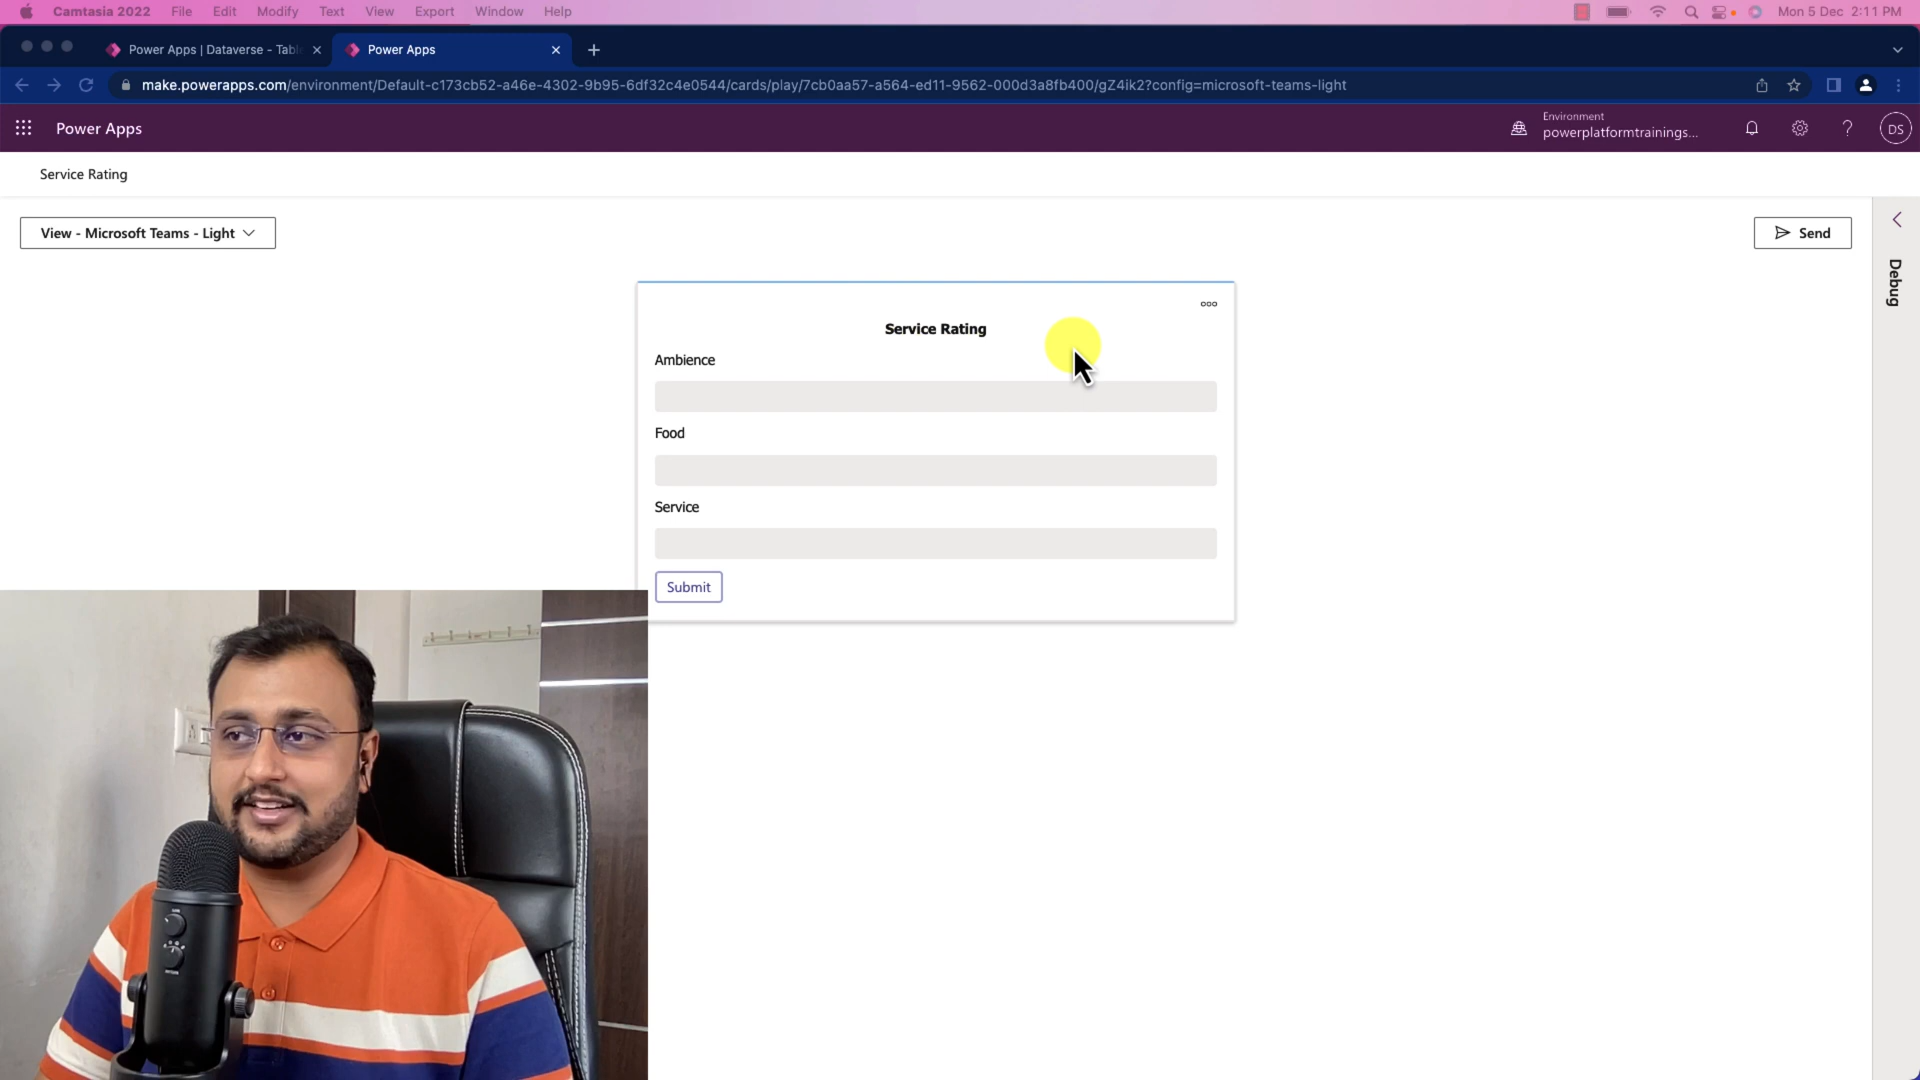 Camtasia 2022 File Edit Modify Text View Export Window Help Mon 5 Dec 2:11 PM
Power Apps | Dataverse - Tabl Power Apps
make.powerapps.com/environment/Default-c173cb52-a46e-4302-9b95-6df32c4e0544/cards/play/7cb0aa57-a564-ed11-9562-000d3a8fb400/gZ4ik2?config=microsoft-teams-light
Power Apps
Environment
powerplatformtrainings...
DS
Service Rating
View - Microsoft Teams - Light
Send
Debug
Service Rating
Ambience
Food
Service
Submit